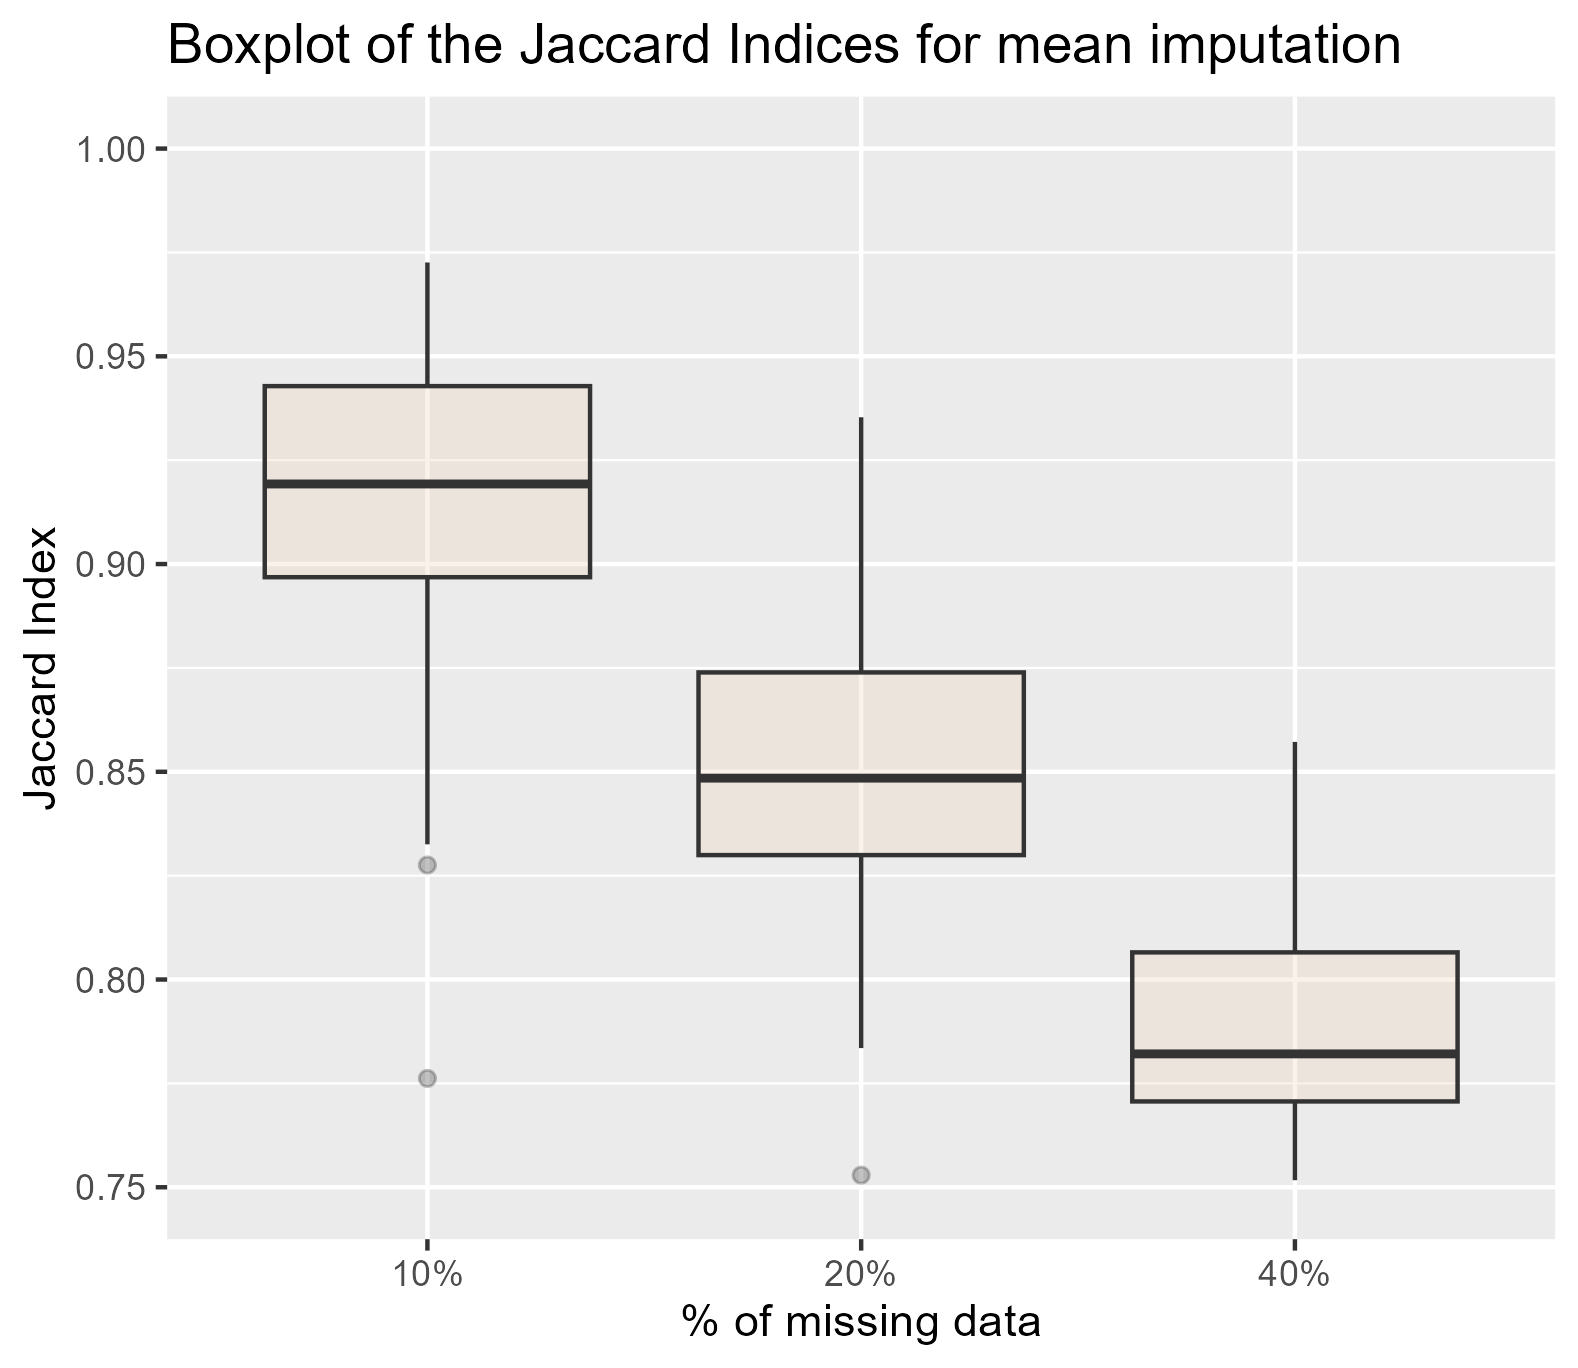 Boxplot of the Jaccard Indices for mean imputation
1.00
0.95
0.90
0.85
0.80
0.75
Jaccard Index
10% 20% 40%
% of missing data